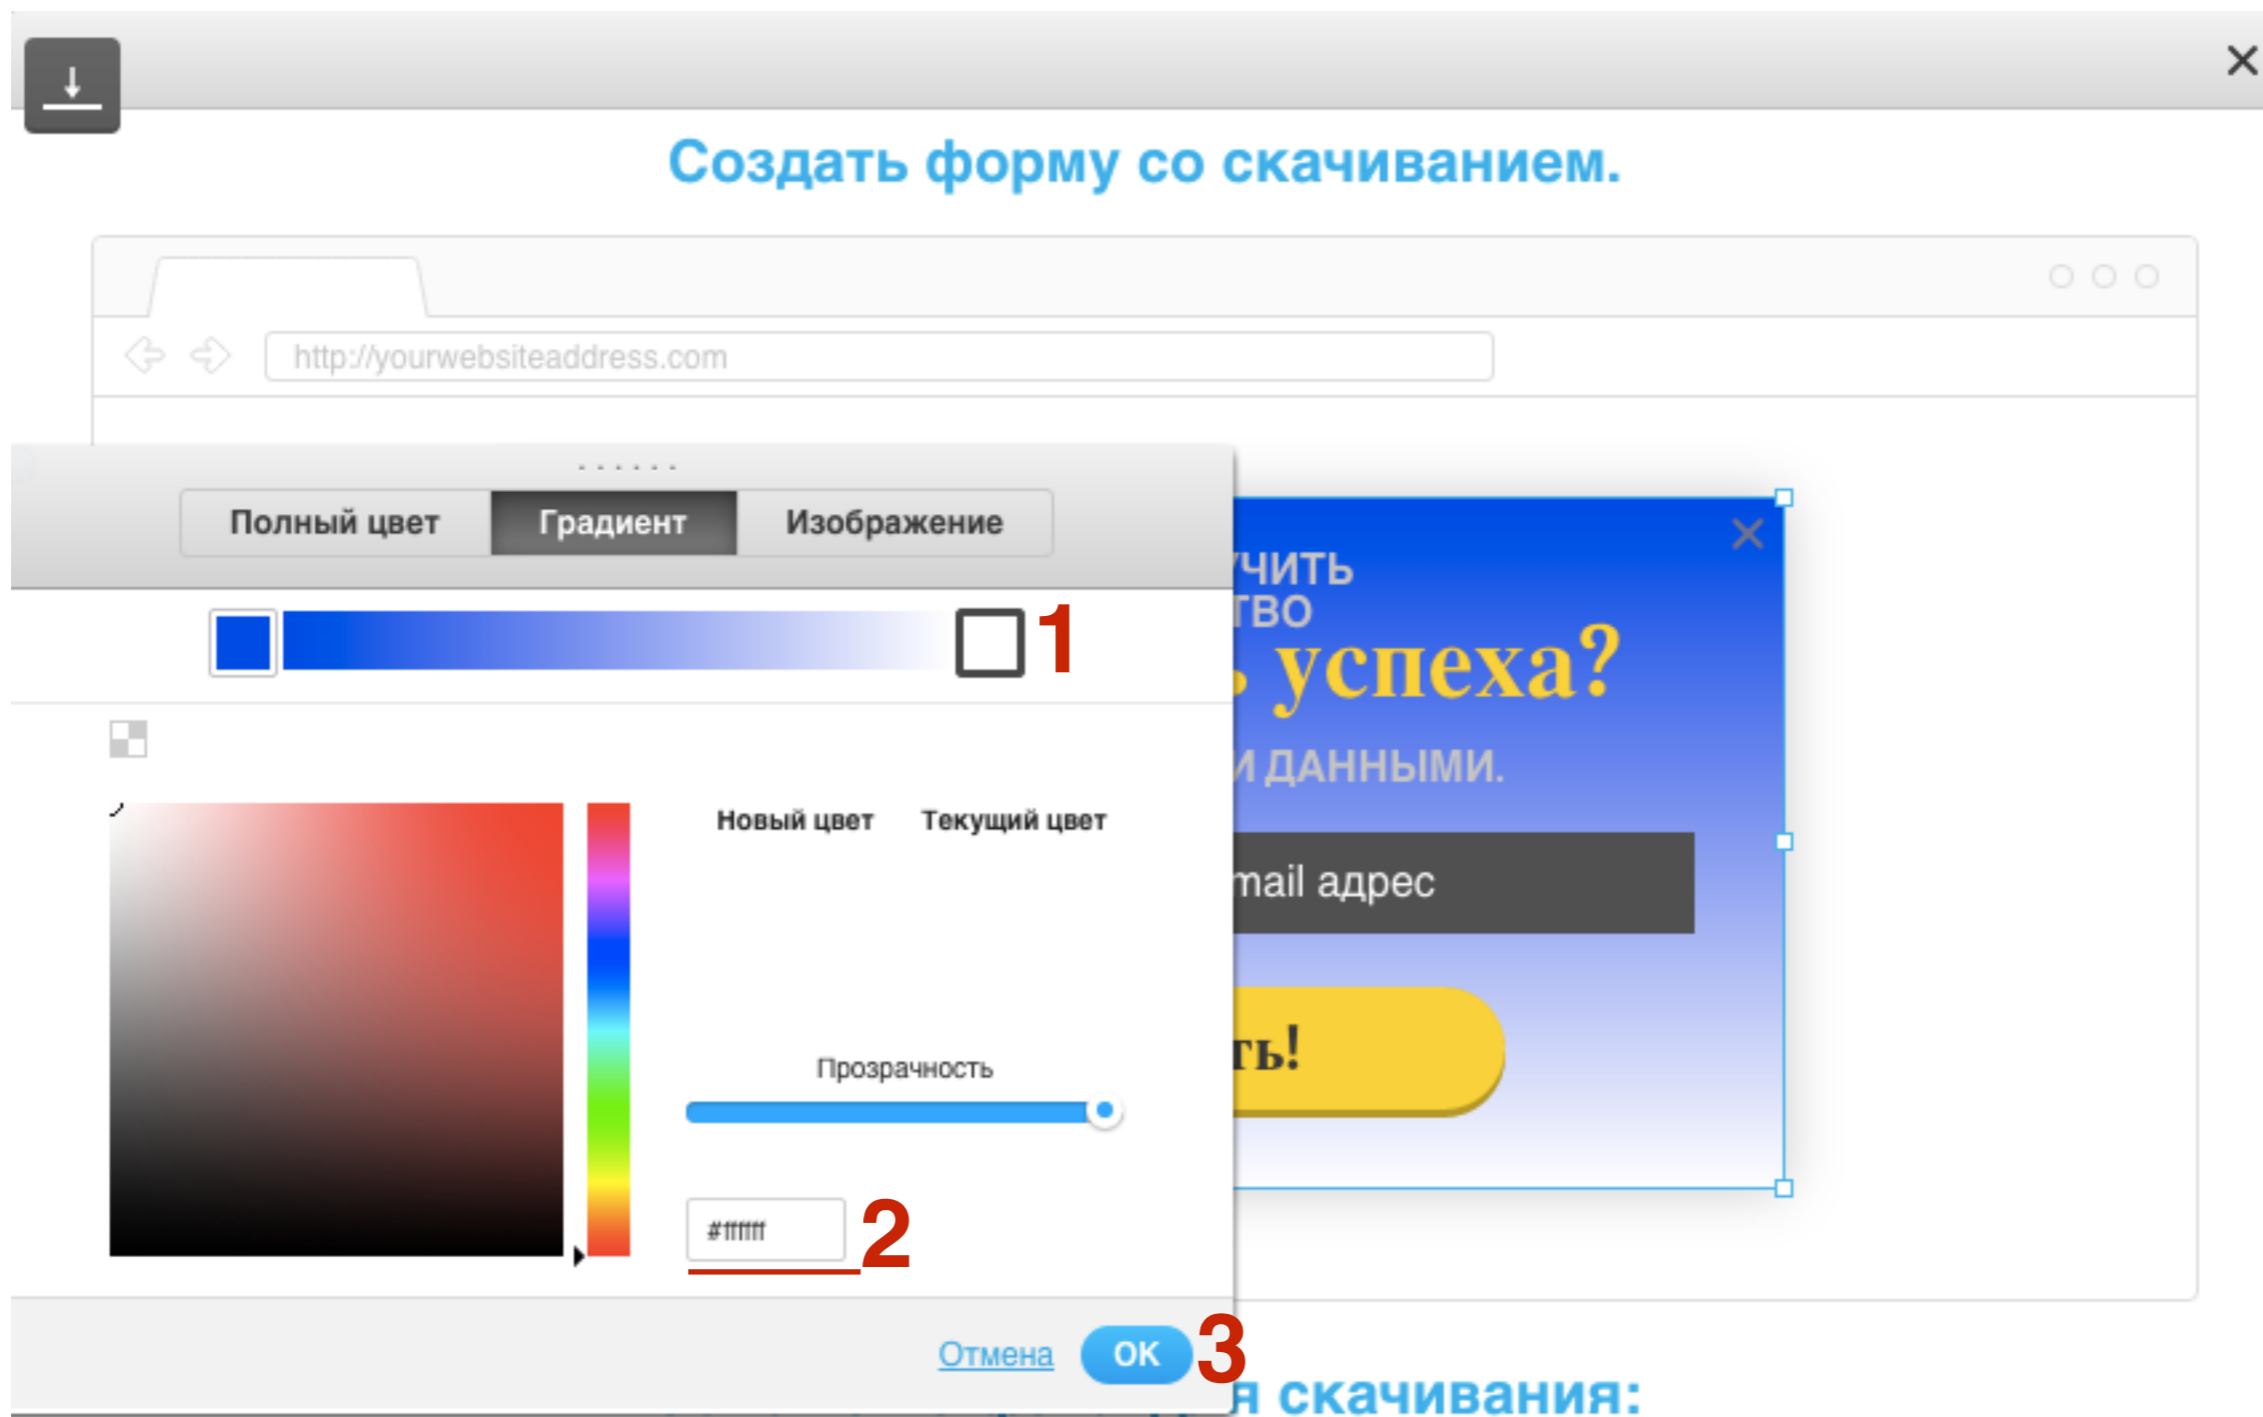 Создать форму со скачиванием.
http://yourwebsiteaddress.com
Полный цвет Градиент Изображение
1
Новый цвет Текущий цвет
Прозрачность
#ffffff
2
Отмена OK
3
УЧИТЬ
ТВО
ь успеха?
И ДАННЫМИ.
mail адрес
ть!
я скачивания: